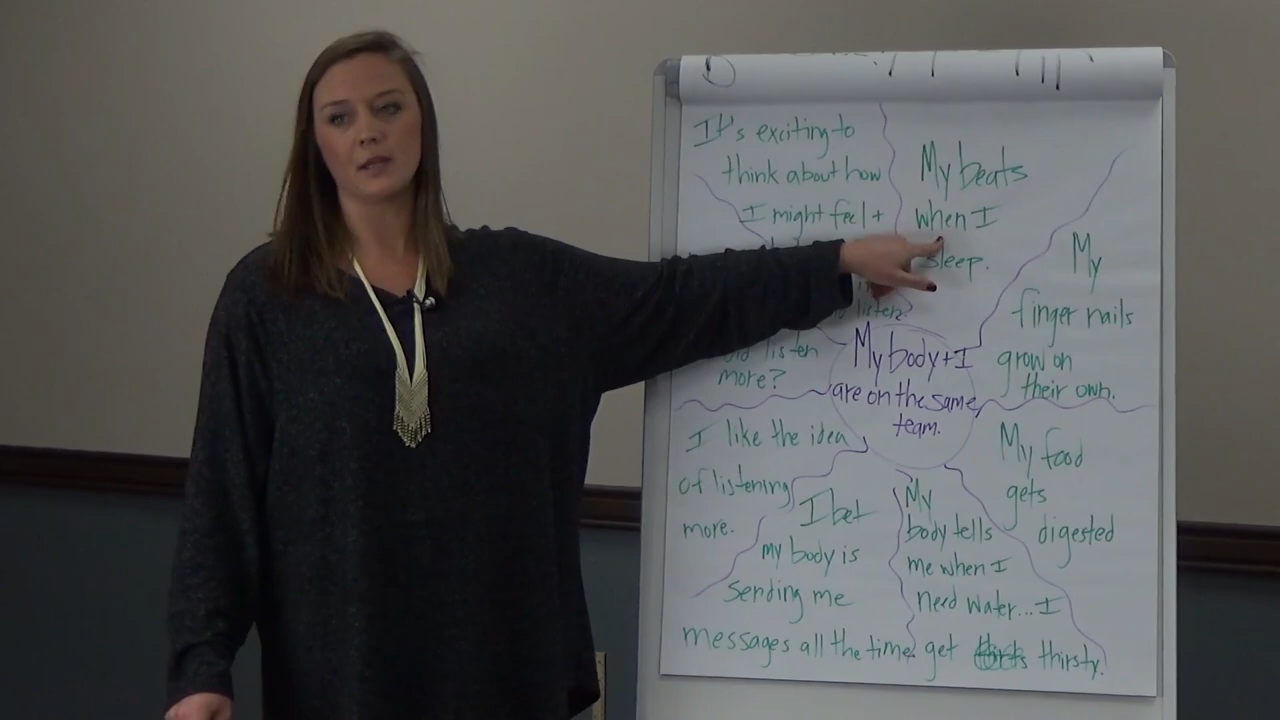 It's exciting to
think about how
I might feel +
listen?
listen
more?
My beats
when I
sleep.
My
finger nails
grow on
their own.
My body + I
are on the same
team.
My food
gets
digested
My
body tells
me when I
need water... I
get thirsty.
I bet
my body is
sending me
messages all the time.
I like the idea
of listening
more.